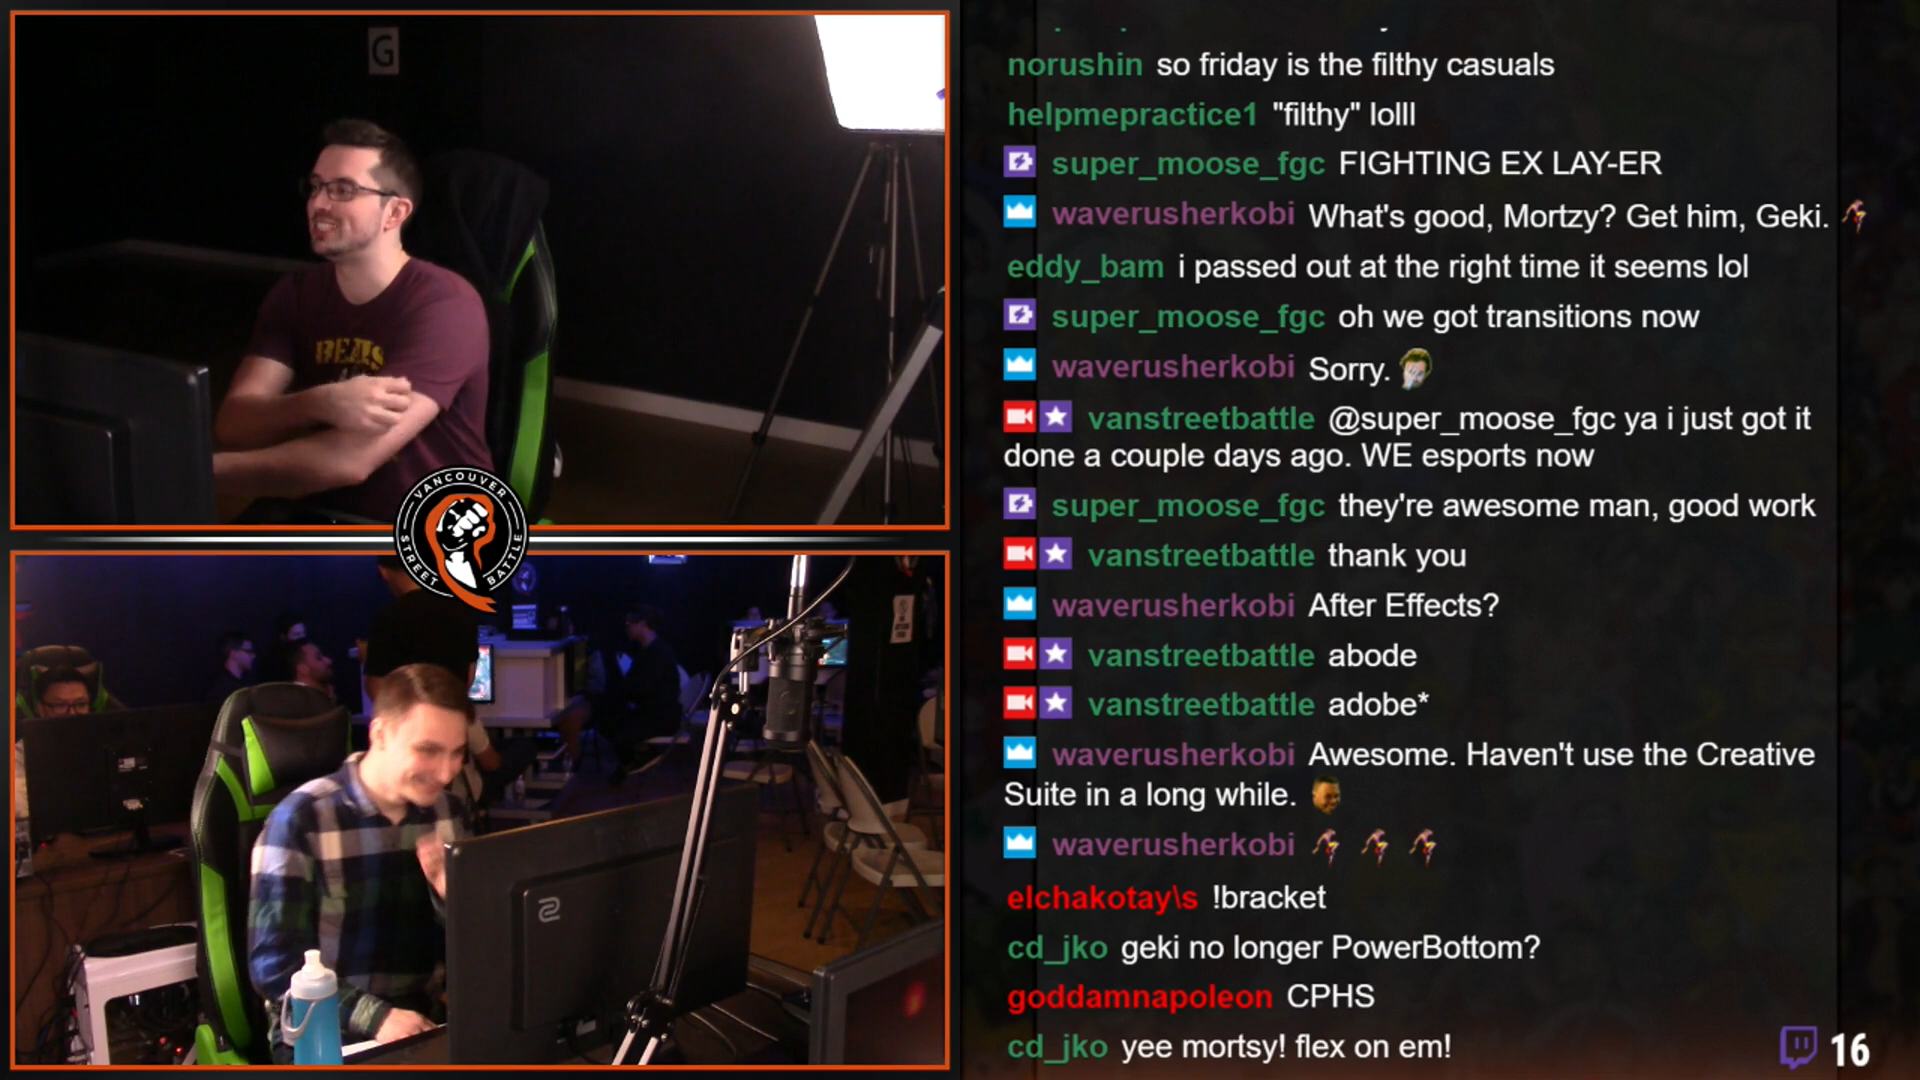 G
BEARS
VANCOUVER
STREET BATTLE
norushin so friday is the filthy casuals
helpmepractice1 "filthy" lolll
super_moose_fgc FIGHTING EX LAY-ER
waverusherkobi What's good, Mortzy? Get him, Geki.
eddy_bam i passed out at the right time it seems lol
super_moose_fgc oh we got transitions now
waverusherkobi Sorry.
vanstreetbattle @super_moose_fgc ya i just got it
done a couple days ago. WE esports now
super_moose_fgc they're awesome man, good work
vanstreetbattle thank you
waverusherkobi After Effects?
vanstreetbattle abode
vanstreetbattle adobe*
waverusherkobi Awesome. Haven't use the Creative
Suite in a long while.
waverusherkobi
elchakotay\s !bracket
cd_jko geki no longer PowerBottom?
goddamnapoleon CPHS
cd_jko yee mortsy! flex on em!
16